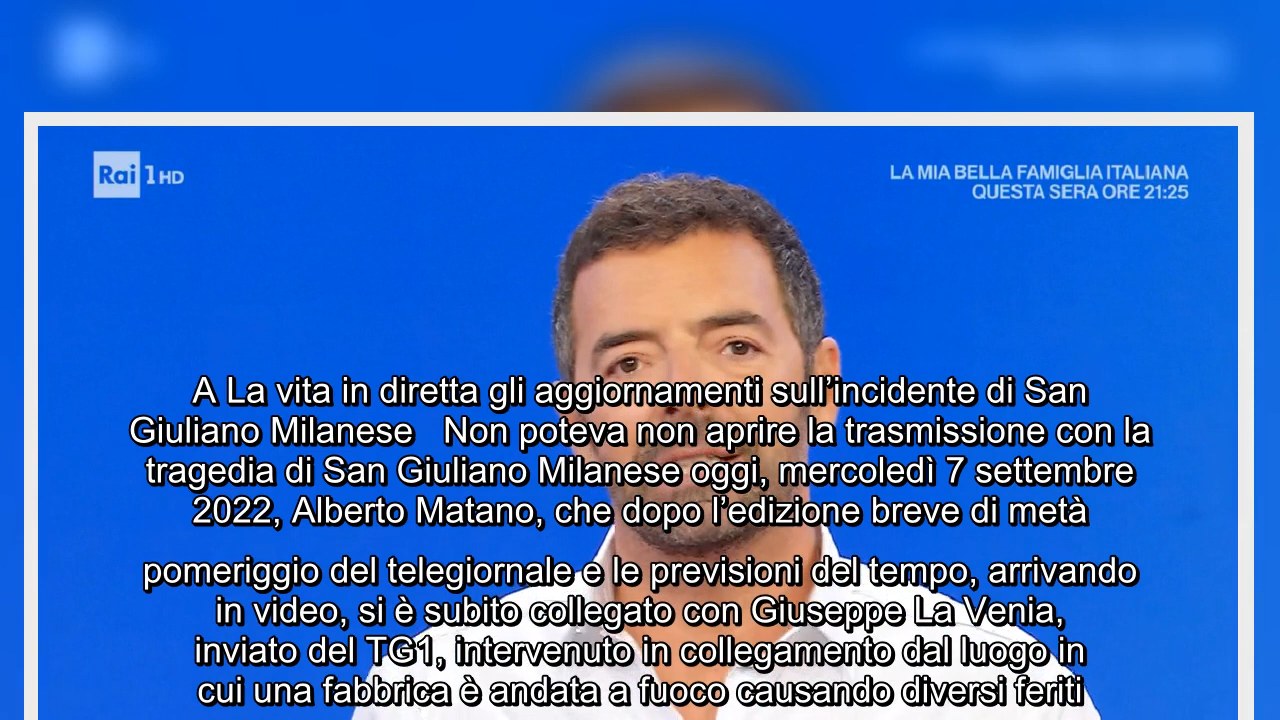 Rai 1 HD
LA MIA BELLA FAMIGLIA ITALIANA
QUESTA SERA ORE 21:25
A La vita in diretta gli aggiornamenti sull'incidente di San
Giuliano Milanese   Non poteva non aprire la trasmissione con la
tragedia di San Giuliano Milanese oggi, mercoledì 7 settembre
2022, Alberto Matano, che dopo l'edizione breve di metà
pomeriggio del telegiornale e le previsioni del tempo, arrivando
in video, si è subito collegato con Giuseppe La Venia,
inviato del TG1, intervenuto in collegamento dal luogo in
cui una fabbrica è andata a fuoco causando diversi feriti